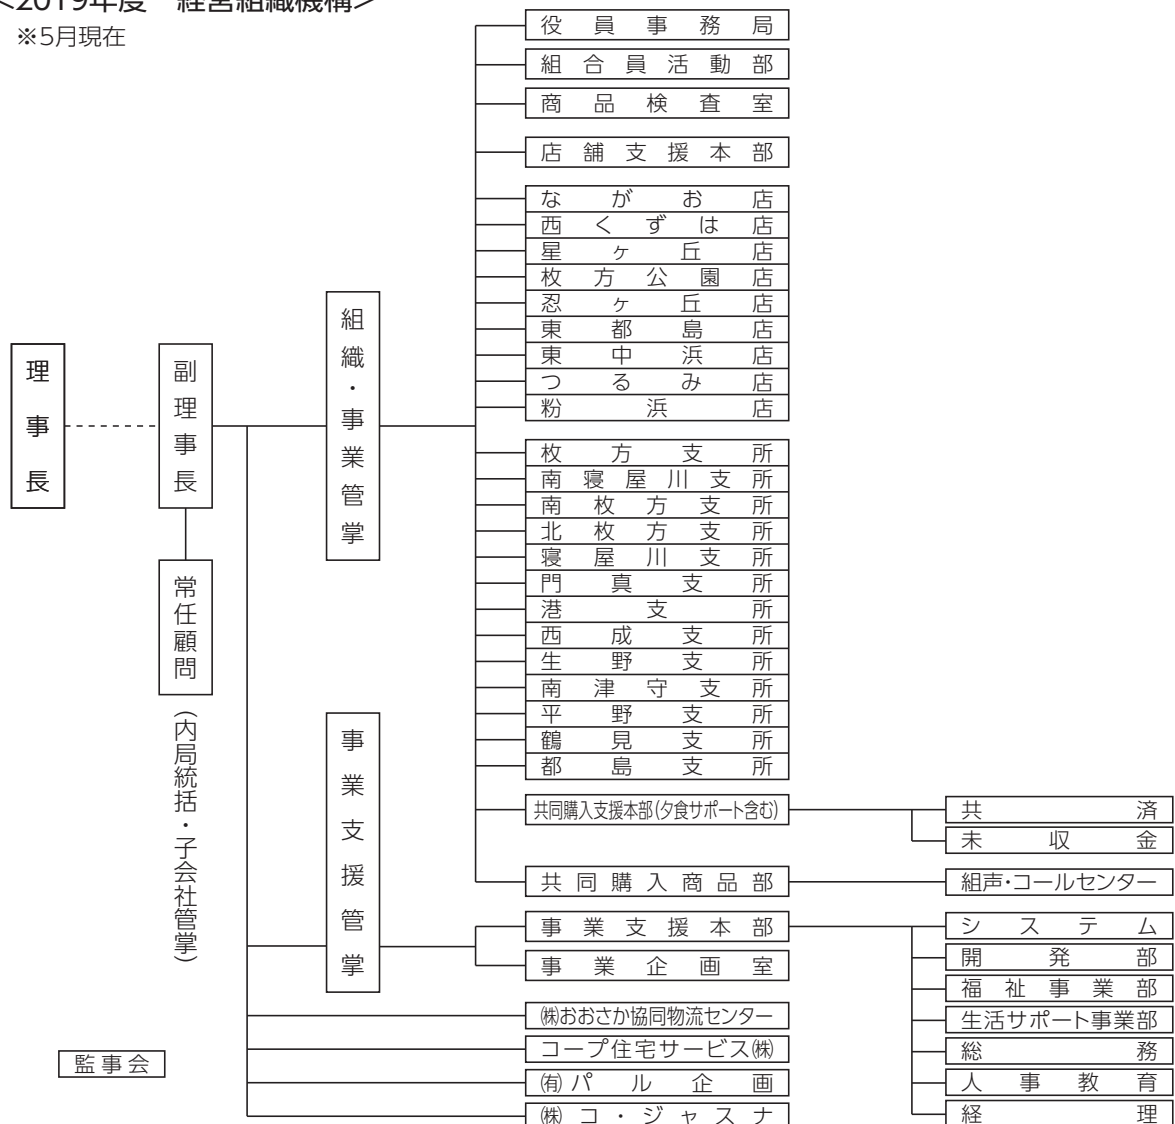 <2019年度　経営組織機構>
※5月現在
理事長
副理事長
常任顧問
(内局統括・子会社管掌)
監事会
組織・事業管掌
事業支援管掌
役員事務局
組合員活動部
商品検査室
店舗支援本部
ながお店
西くずは店
星ヶ丘店
枚方公園店
忍ヶ丘店
東都島店
東中浜店
つるみ店
粉浜店
枚方支所
南寝屋川支所
南枚方支所
北枚方支所
寝屋川支所
門真支所
港支所
西成支所
生野支所
南津守支所
平野支所
鶴見支所
都島支所
共同購入支援本部(夕食サポート含む)
共済
未収金
共同購入商品部
組声・コールセンター
事業支援本部
事業企画室
システム
開発部
福祉事業部
生活サポート事業部
総務
人事教育
経理
㈱おおさか協同物流センター
コープ住宅サービス㈱
㈲パル企画
㈱コ・ジャスナ